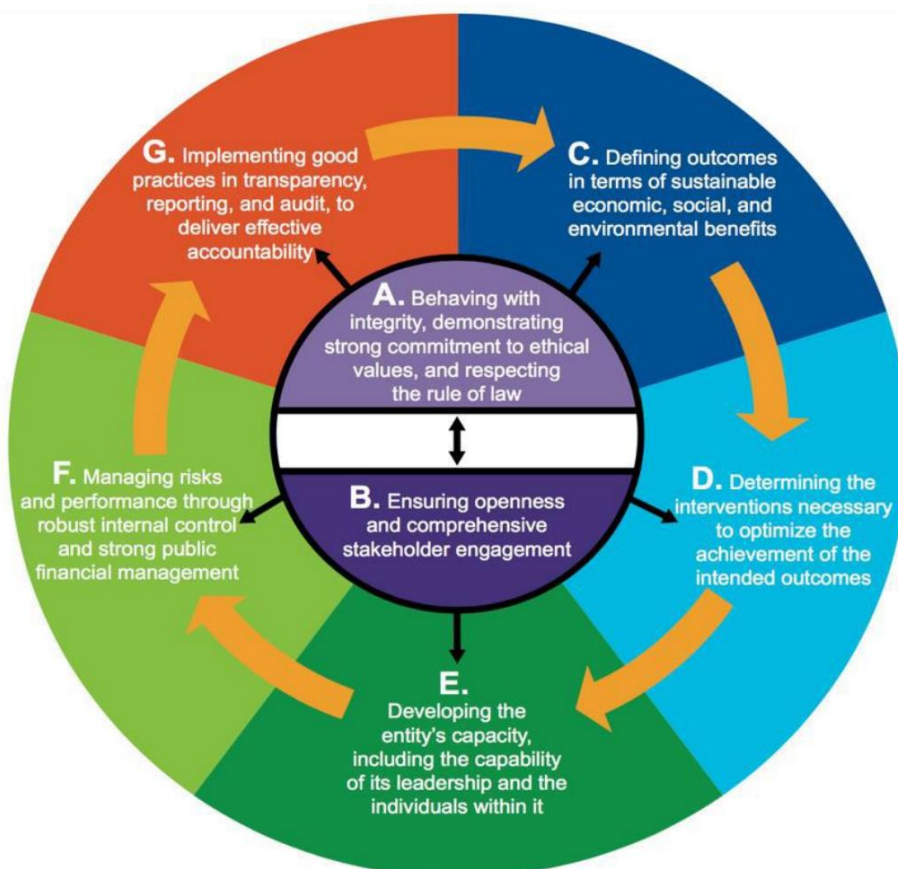 A. Behaving with
integrity, demonstrating
strong commitment to ethical
values, and respecting
the rule of law
B. Ensuring openness
and comprehensive
stakeholder engagement
C. Defining outcomes
in terms of sustainable
economic, social, and
environmental benefits
D. Determining the
interventions necessary
to optimize the
achievement of the
intended outcomes
E.
Developing the
entity's capacity,
including the capability
of its leadership and the
individuals within it
F. Managing risks
and performance through
robust internal control
and strong public
financial management
G. Implementing good
practices in transparency,
reporting, and audit, to
deliver effective
accountability